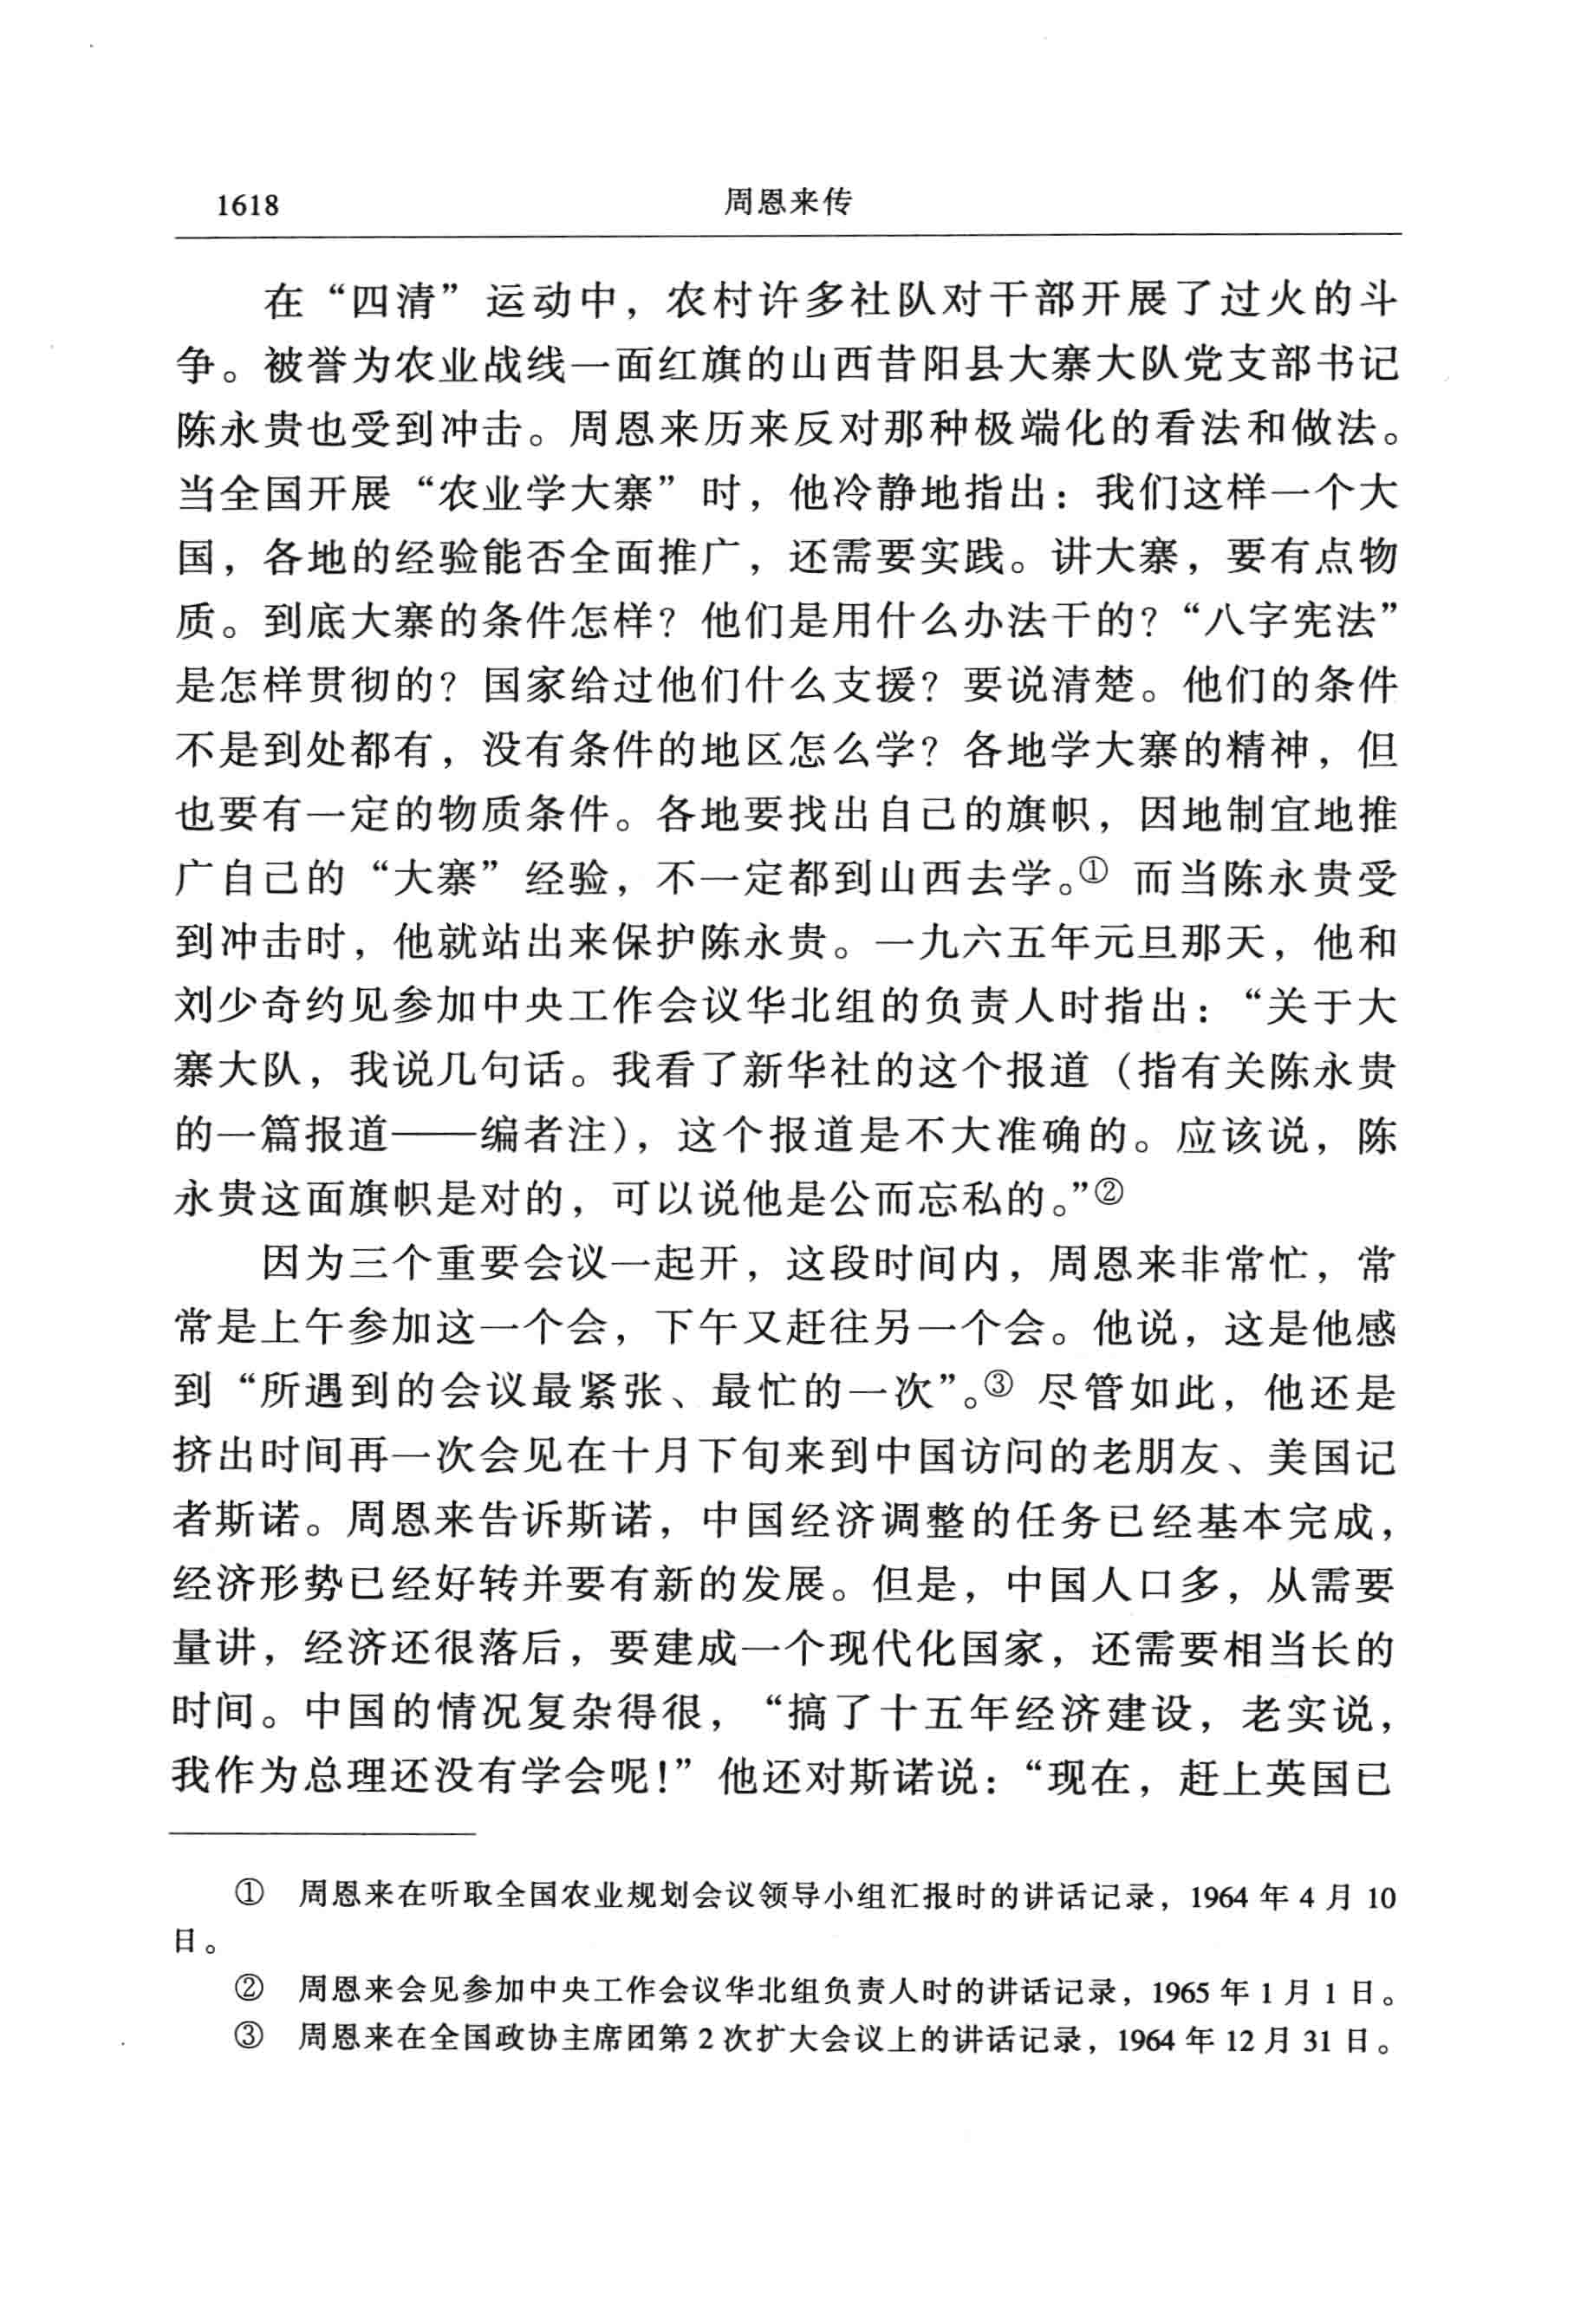 1618
周恩来传
在“四清”运动中，农村许多社队对干部开展了过火的斗
争。被誉为农业战线一面红旗的山西昔阳县大寨大队党支部书记
陈永贵也受到冲击。周恩来历来反对那种极端化的看法和做法。
当全国开展“农业学大寨”时，他冷静地指出：我们这样一个大
国，各地的经验能否全面推广，还需要实践。讲大寨，要有点物
质。到底大寨的条件怎样？他们是用什么办法干的？“八字宪法”
是怎样贯彻的？国家给过他们什么支援？要说清楚。他们的条件
不是到处都有，没有条件的地区怎么学？各地学大寨的精神，但
也要有一定的物质条件。各地要找出自己的旗帜，因地制宜地推
广自己的“大寨”经验，不一定都到山西去学。① 而当陈永贵受
到冲击时，他就站出来保护陈永贵。一九六五年元旦那天，他和
刘少奇约见参加中央工作会议华北组的负责人时指出：“关于大
寨大队，我说几句话。我看了新华社的这个报道（指有关陈永贵
的一篇报道——编者注），这个报道是不大准确的。应该说，陈
永贵这面旗帜是对的，可以说他是公而忘私的。”②
因为三个重要会议一起开，这段时间内，周恩来非常忙，常
常是上午参加这一个会，下午又赶往另一个会。他说，这是他感
到“所遇到的会议最紧张、最忙的一次”。③ 尽管如此，他还是
挤出时间再一次会见在十月下旬来到中国访问的老朋友、美国记
者斯诺。周恩来告诉斯诺，中国经济调整的任务已经基本完成，
经济形势已经好转并要有新的发展。但是，中国人口多，从需要
量讲，经济还很落后，要建成一个现代化国家，还需要相当长的
时间。中国的情况复杂得很，“搞了十五年经济建设，老实说，
我作为总理还没有学会呢！”他还对斯诺说：“现在，赶上英国已
① 周恩来在听取全国农业规划会议领导小组汇报时的讲话记录，1964 年 4 月 10
日。
② 周恩来会见参加中央工作会议华北组负责人时的讲话记录，1965 年 1 月 1 日。
③ 周恩来在全国政协主席团第 2 次扩大会议上的讲话记录，1964 年 12 月 31 日。